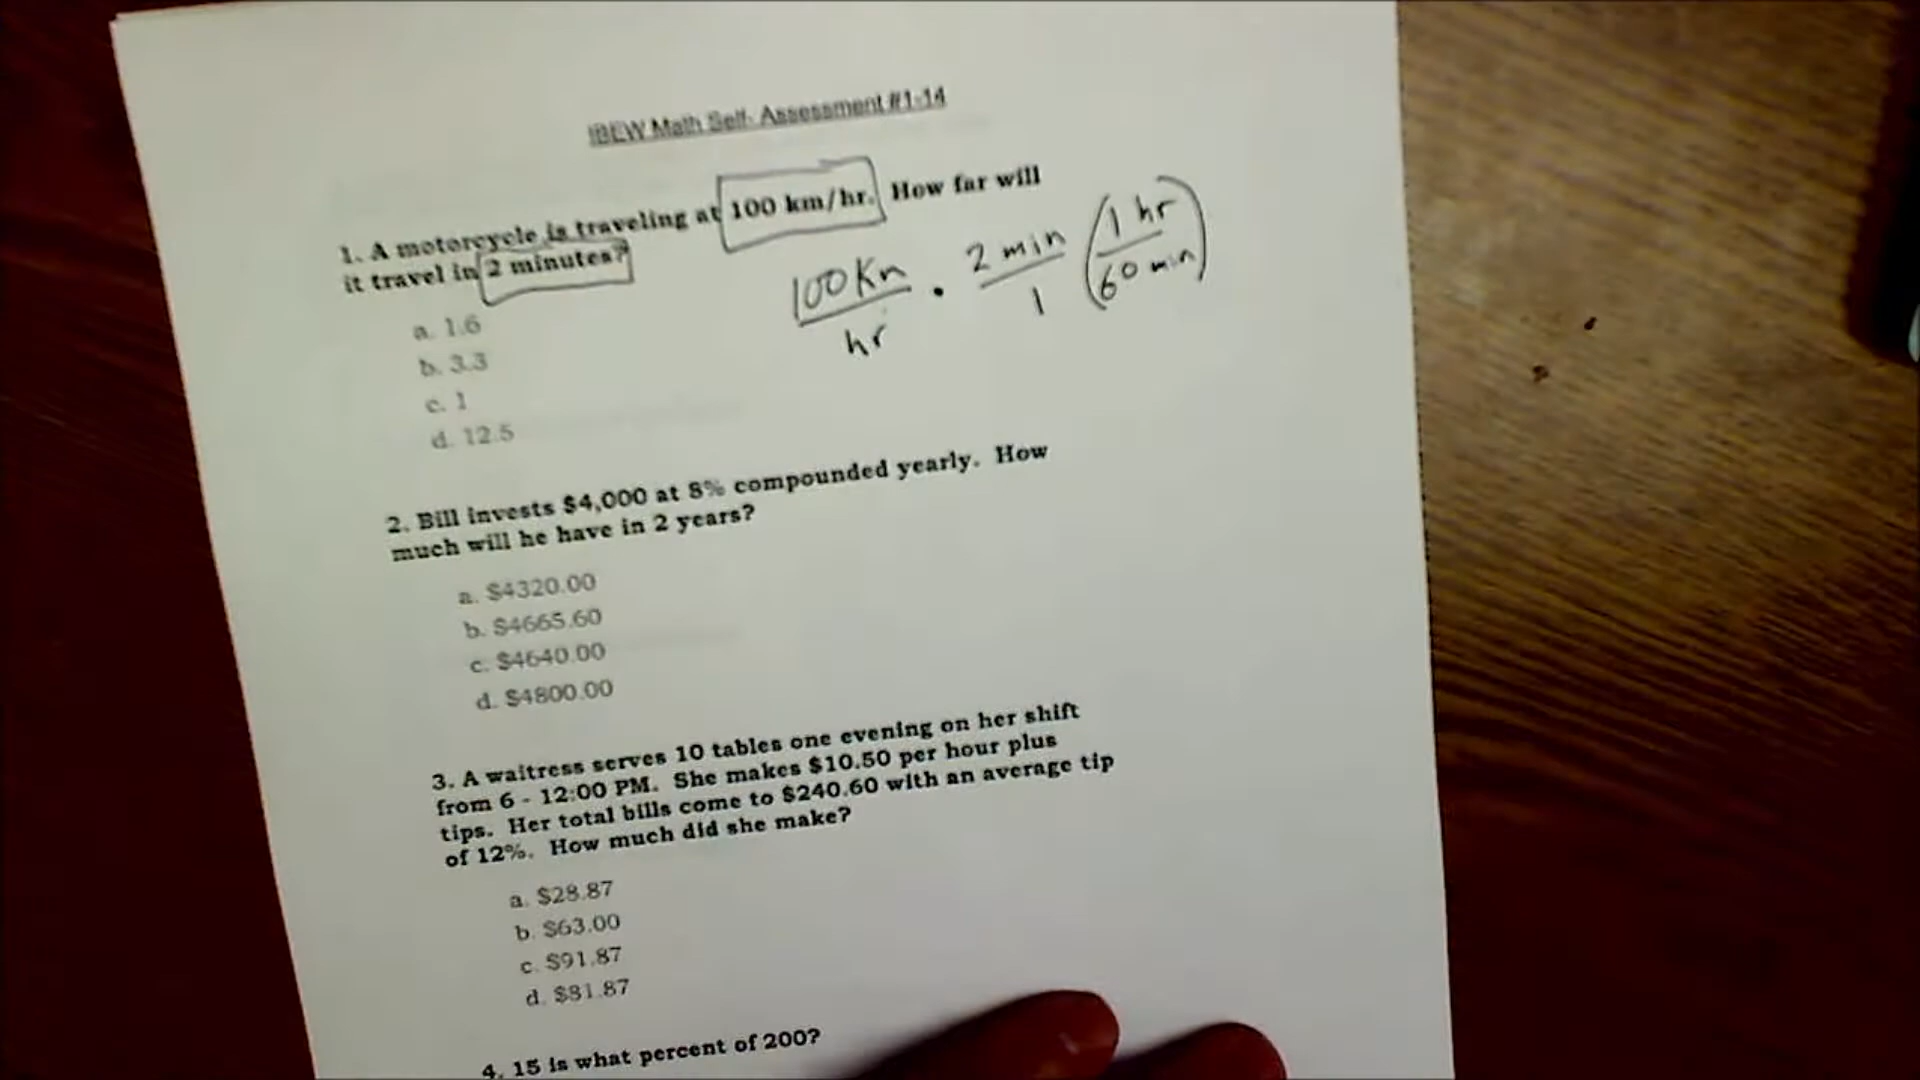 IBEW Math Self- Assessment #1-14
1. A motorcycle is traveling at 100 km/hr. How far will
it travel in 2 minutes?
100 Km
hr
·
2 min
1
(1 hr
60 min)
a. 1.6
b. 3.3
c. 1
d. 12.5
2. Bill invests $4,000 at 8% compounded yearly. How
much will he have in 2 years?
a. $4320.00
b. $4665.60
c. $4640.00
d. $4800.00
3. A waitress serves 10 tables one evening on her shift
from 6 - 12:00 PM. She makes $10.50 per hour plus
tips. Her total bills come to $240.60 with an average tip
of 12%. How much did she make?
a. $28.87
b. $63.00
c. $91.87
d. $81.87
4. 15 is what percent of 200?